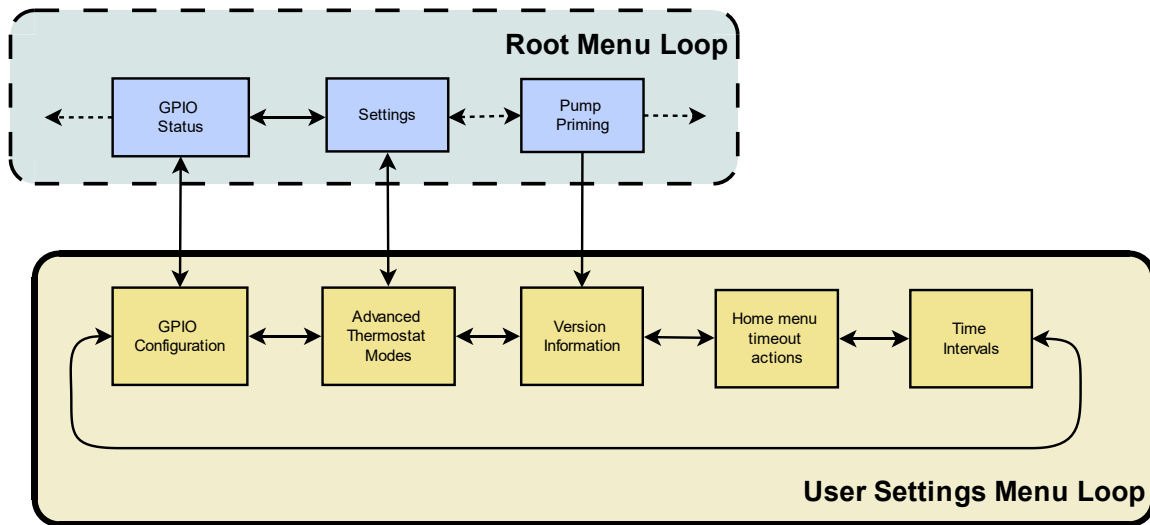 Root Menu Loop
GPIO
Status
Settings
Pump
Priming
GPIO
Configuration
Advanced
Thermostat
Modes
Version
Information
Home menu
timeout
actions
Time
Intervals
User Settings Menu Loop